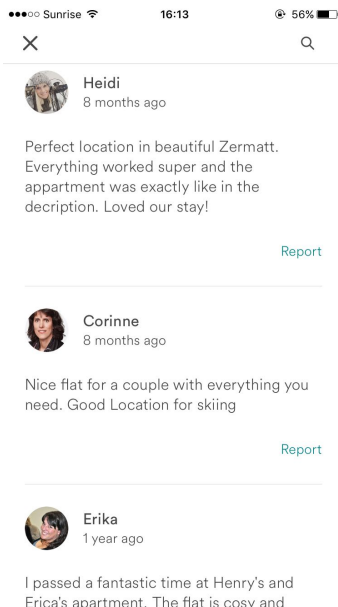 ●●●○○ Sunrise 16:13 56%
Heidi
8 months ago
Perfect location in beautiful Zermatt.
Everything worked super and the
appartment was exactly like in the
decription. Loved our stay!
Report
Corinne
8 months ago
Nice flat for a couple with everything you
need. Good Location for skiing
Report
Erika
1 year ago
I passed a fantastic time at Henry's and
Erica's apartment. The flat is cosy and